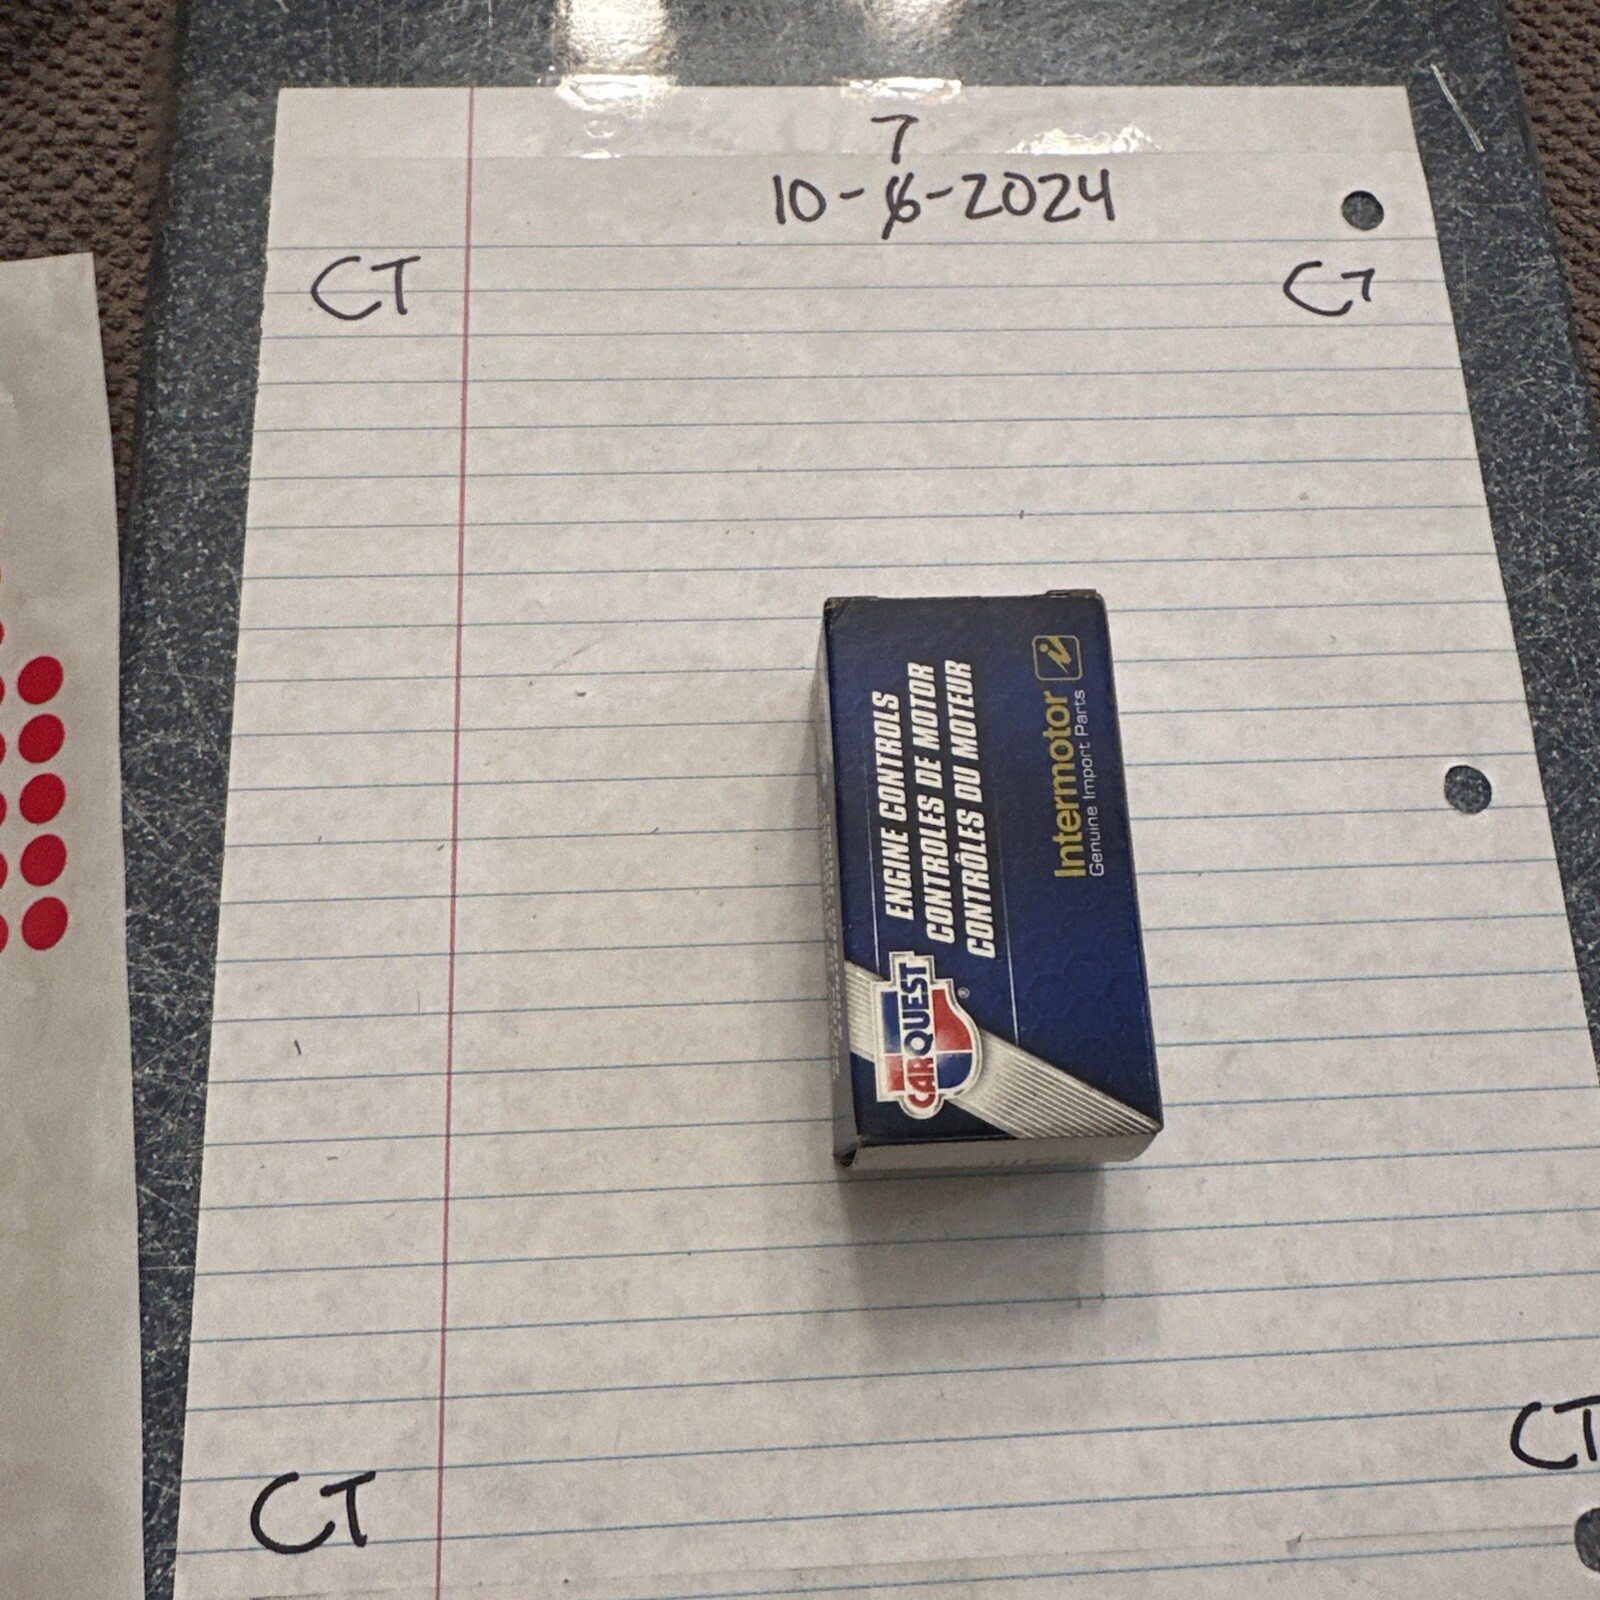 7
10-6-2024
CT
CT
ENGINE CONTROLS
CONTROLES DE MOTOR
CONTRÔLES DU MOTEUR
CARQUEST®
Intermotor i
Genuine Import Parts
CT
CT